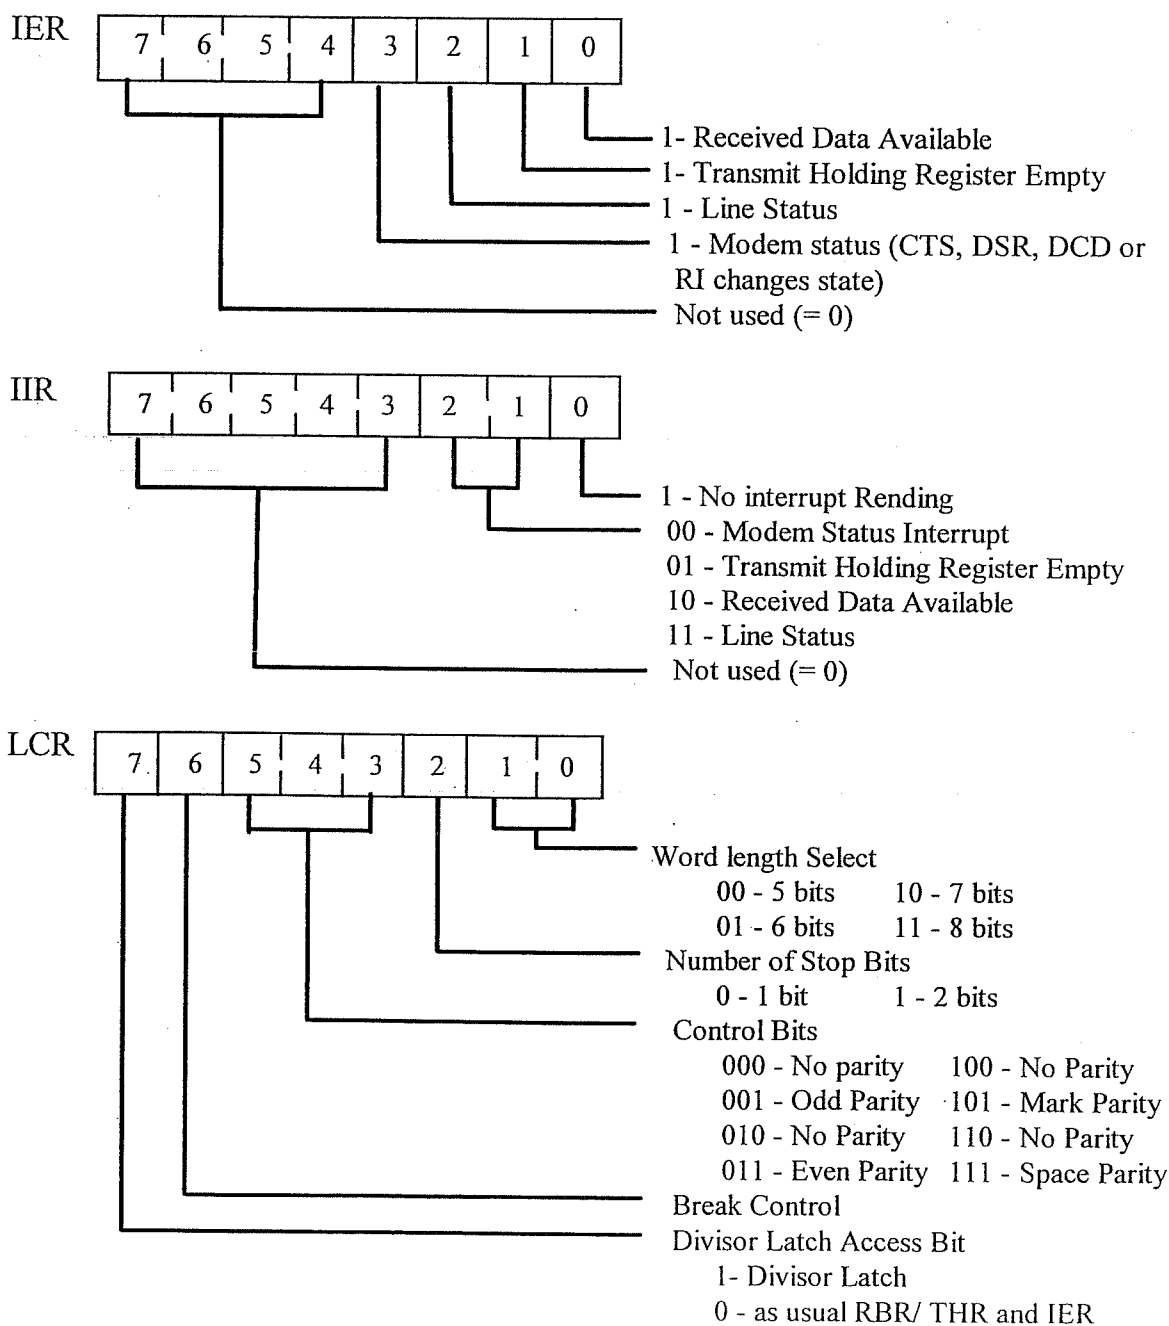 IER 7 6 5 4 3 2 1 0
1- Received Data Available
1- Transmit Holding Register Empty
1 - Line Status
1 - Modem status (CTS, DSR, DCD or
RI changes state)
Not used (= 0)
IIR 7 6 5 4 3 2 1 0
1 - No interrupt Rending
00 - Modem Status Interrupt
01 - Transmit Holding Register Empty
10 - Received Data Available
11 - Line Status
Not used (= 0)
LCR 7 6 5 4 3 2 1 0
Word length Select
00 - 5 bits 10 - 7 bits
01 - 6 bits 11 - 8 bits
Number of Stop Bits
0 - 1 bit 1 - 2 bits
Control Bits
000 - No parity 100 - No Parity
001 - Odd Parity 101 - Mark Parity
010 - No Parity 110 - No Parity
011 - Even Parity 111 - Space Parity
Break Control
Divisor Latch Access Bit
1- Divisor Latch
0 - as usual RBR/ THR and IER